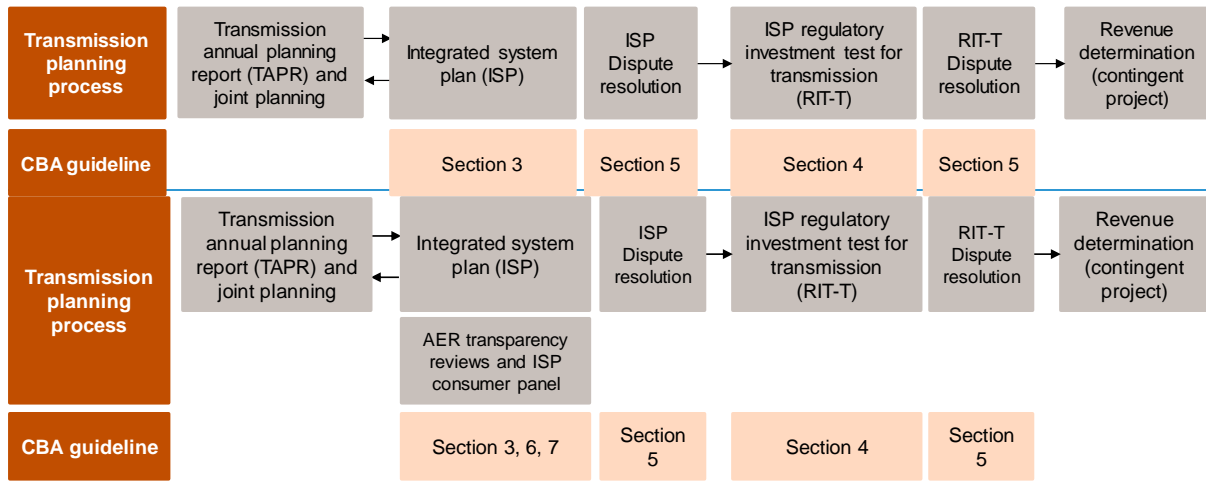 Transmission
planning
process
Transmission
annual planning
report (TAPR) and
joint planning
Integrated system
plan (ISP)
ISP
Dispute
resolution
ISP regulatory
investment test for
transmission
(RIT-T)
RIT-T
Dispute
resolution
Revenue
determination
(contingent
project)
CBA guideline
Section 3
Section 5
Section 4
Section 5
Transmission
planning
process
Transmission
annual planning
report (TAPR) and
joint planning
Integrated system
plan (ISP)
ISP
Dispute
resolution
ISP regulatory
investment test for
transmission
(RIT-T)
RIT-T
Dispute
resolution
Revenue
determination
(contingent
project)
AER transparency
reviews and ISP
consumer panel
CBA guideline
Section 3, 6, 7
Section
5
Section 4
Section
5